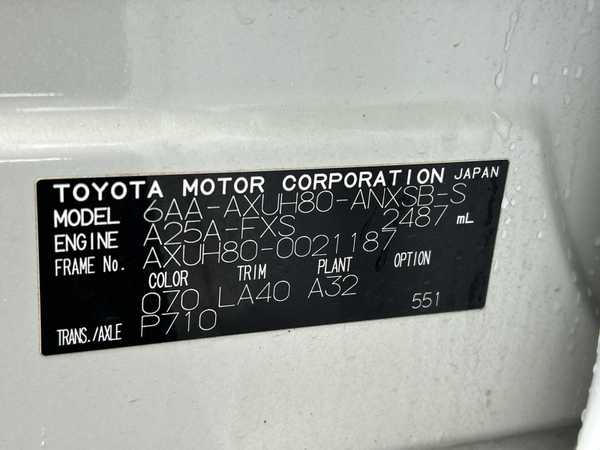 TOYOTA MOTOR CORPORATION JAPAN
MODEL 6AA-AXUH80-ANXSB-S
ENGINE A25A-FXS 2487 mL
FRAME No. AXUH80-0021187
COLOR TRIM PLANT OPTION
070 LA40 A32
TRANS./AXLE P710 551